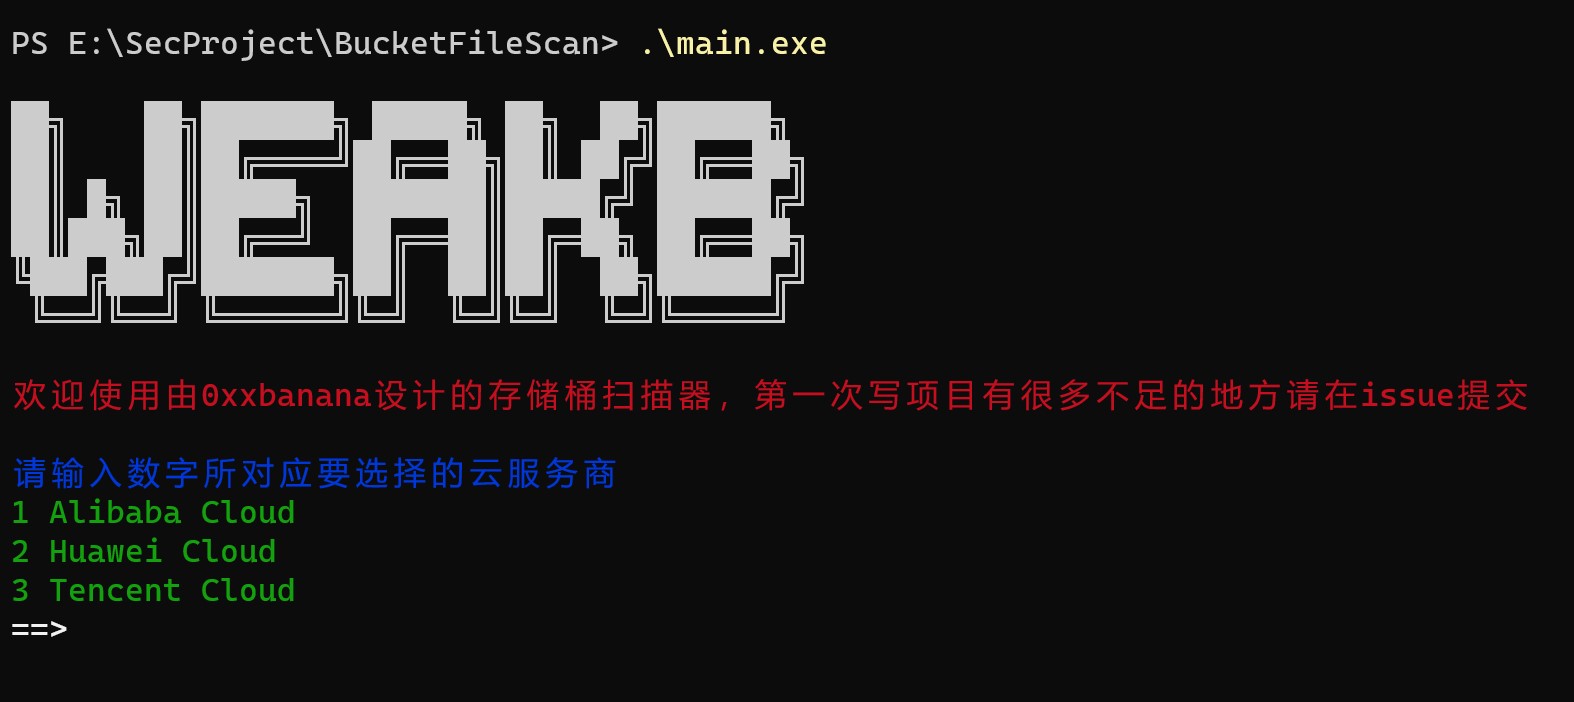 PS E:\SecProject\BucketFileScan> .\main.exe
WEAKB
欢迎使用由0xxbanana设计的存储桶扫描器，第一次写项目有很多不足的地方请在issue提交
请输入数字所对应要选择的云服务商
1 Alibaba Cloud
2 Huawei Cloud
3 Tencent Cloud
==>